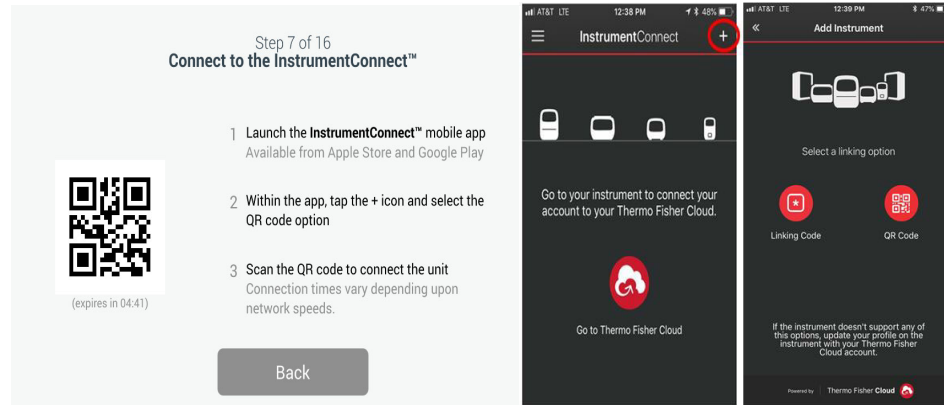 Step 7 of 16
Connect to the InstrumentConnect™
1 Launch the InstrumentConnect™ mobile app
Available from Apple Store and Google Play
2 Within the app, tap the + icon and select the
QR code option
3 Scan the QR code to connect the unit
Connection times vary depending upon
network speeds.
(expires in 04:41)
Back
AT&T LTE 12:38 PM 48%
InstrumentConnect +
Go to your instrument to connect your
account to your Thermo Fisher Cloud.
Go to Thermo Fisher Cloud
AT&T LTE 12:39 PM 47%
« Add Instrument
Select a linking option
Linking Code QR Code
If the instrument doesn't support any of
this options, update your profile on the
instrument with your Thermo Fisher
Cloud account.
Powered by Thermo Fisher Cloud